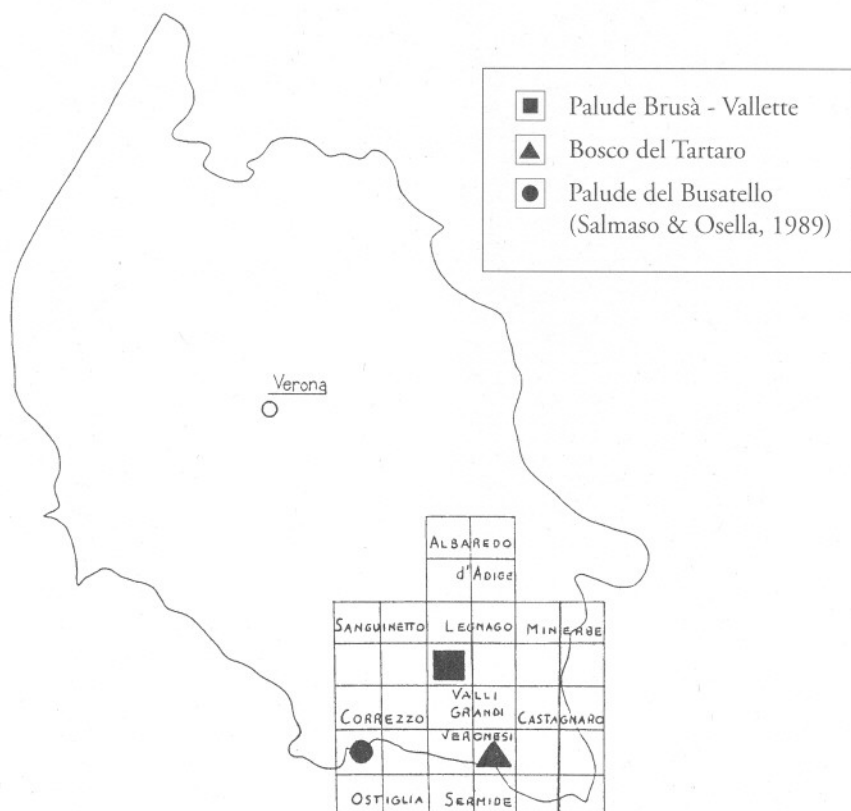 Palude Brusà - Vallette
Bosco del Tartaro
Palude del Busatello
(Salmaso & Osella, 1989)
Verona
ALBAREDO
d'ADIGE
SANGUINETTO
LEGNAGO
MINERBE
VALLI
GRANDI
VERONESI
CORREZZO
CASTAGNARO
OSTIGLIA
SERMIDE